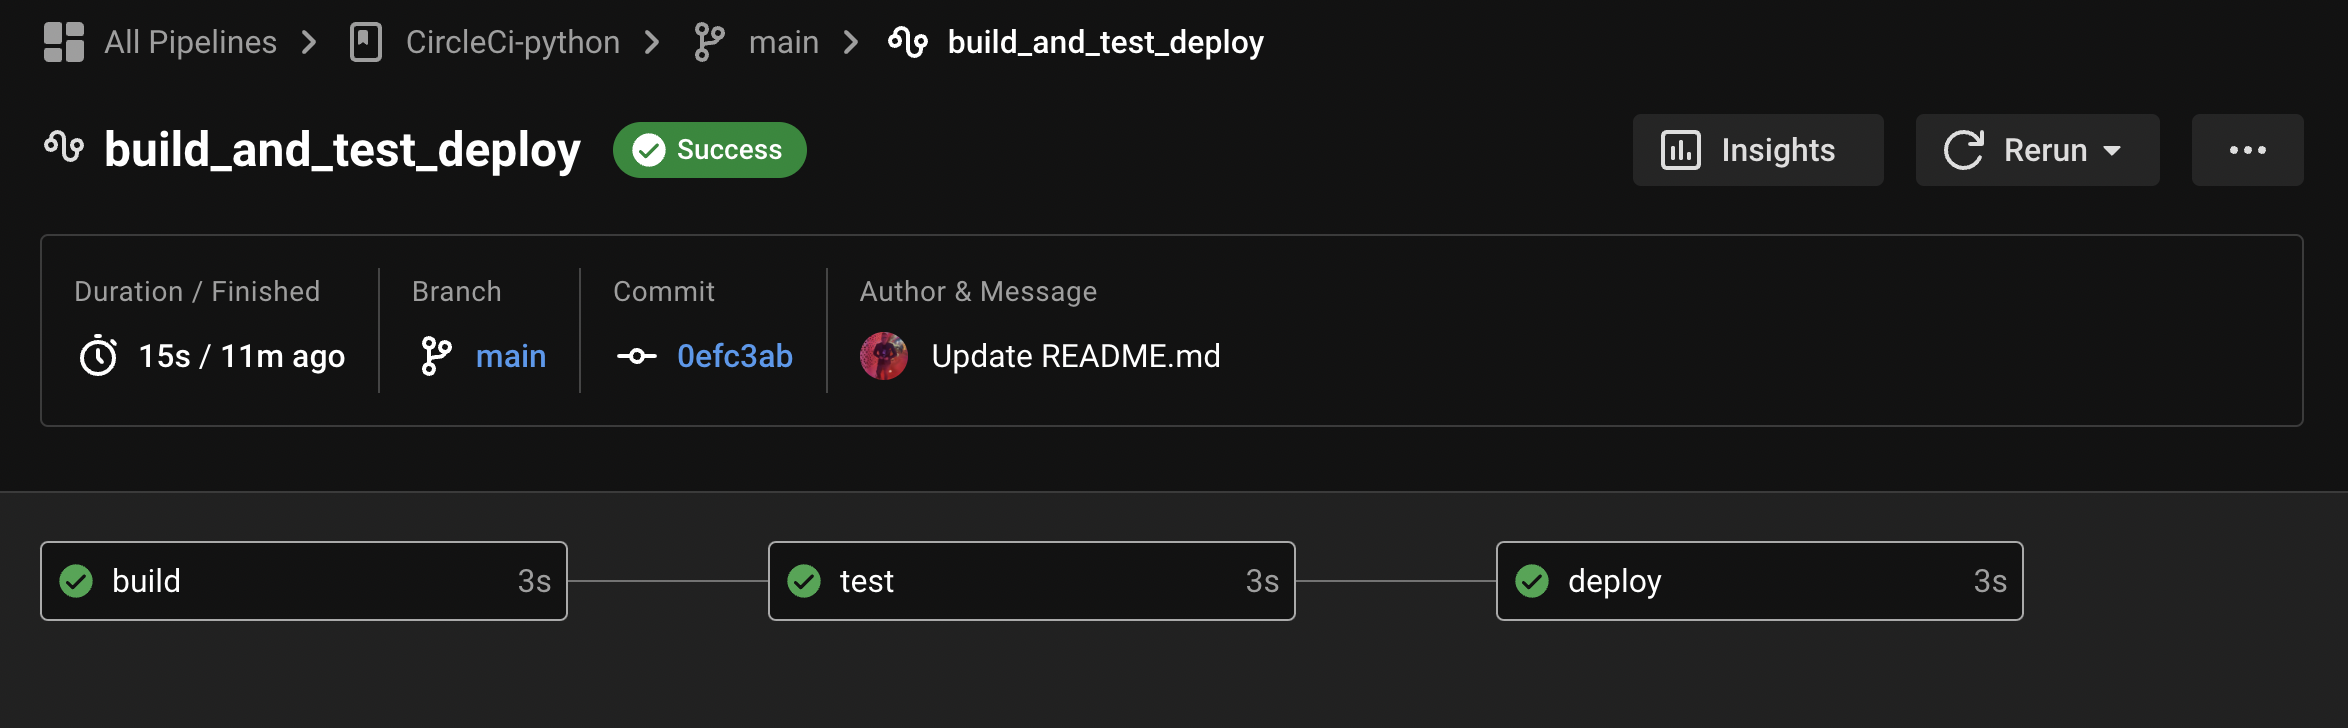 All Pipelines > CircleCi-python > main > build_and_test_deploy
build_and_test_deploy Success Insights Rerun ...
Duration / Finished Branch Commit Author & Message
15s / 11m ago main 0efc3ab Update README.md
build 3s test 3s deploy 3s